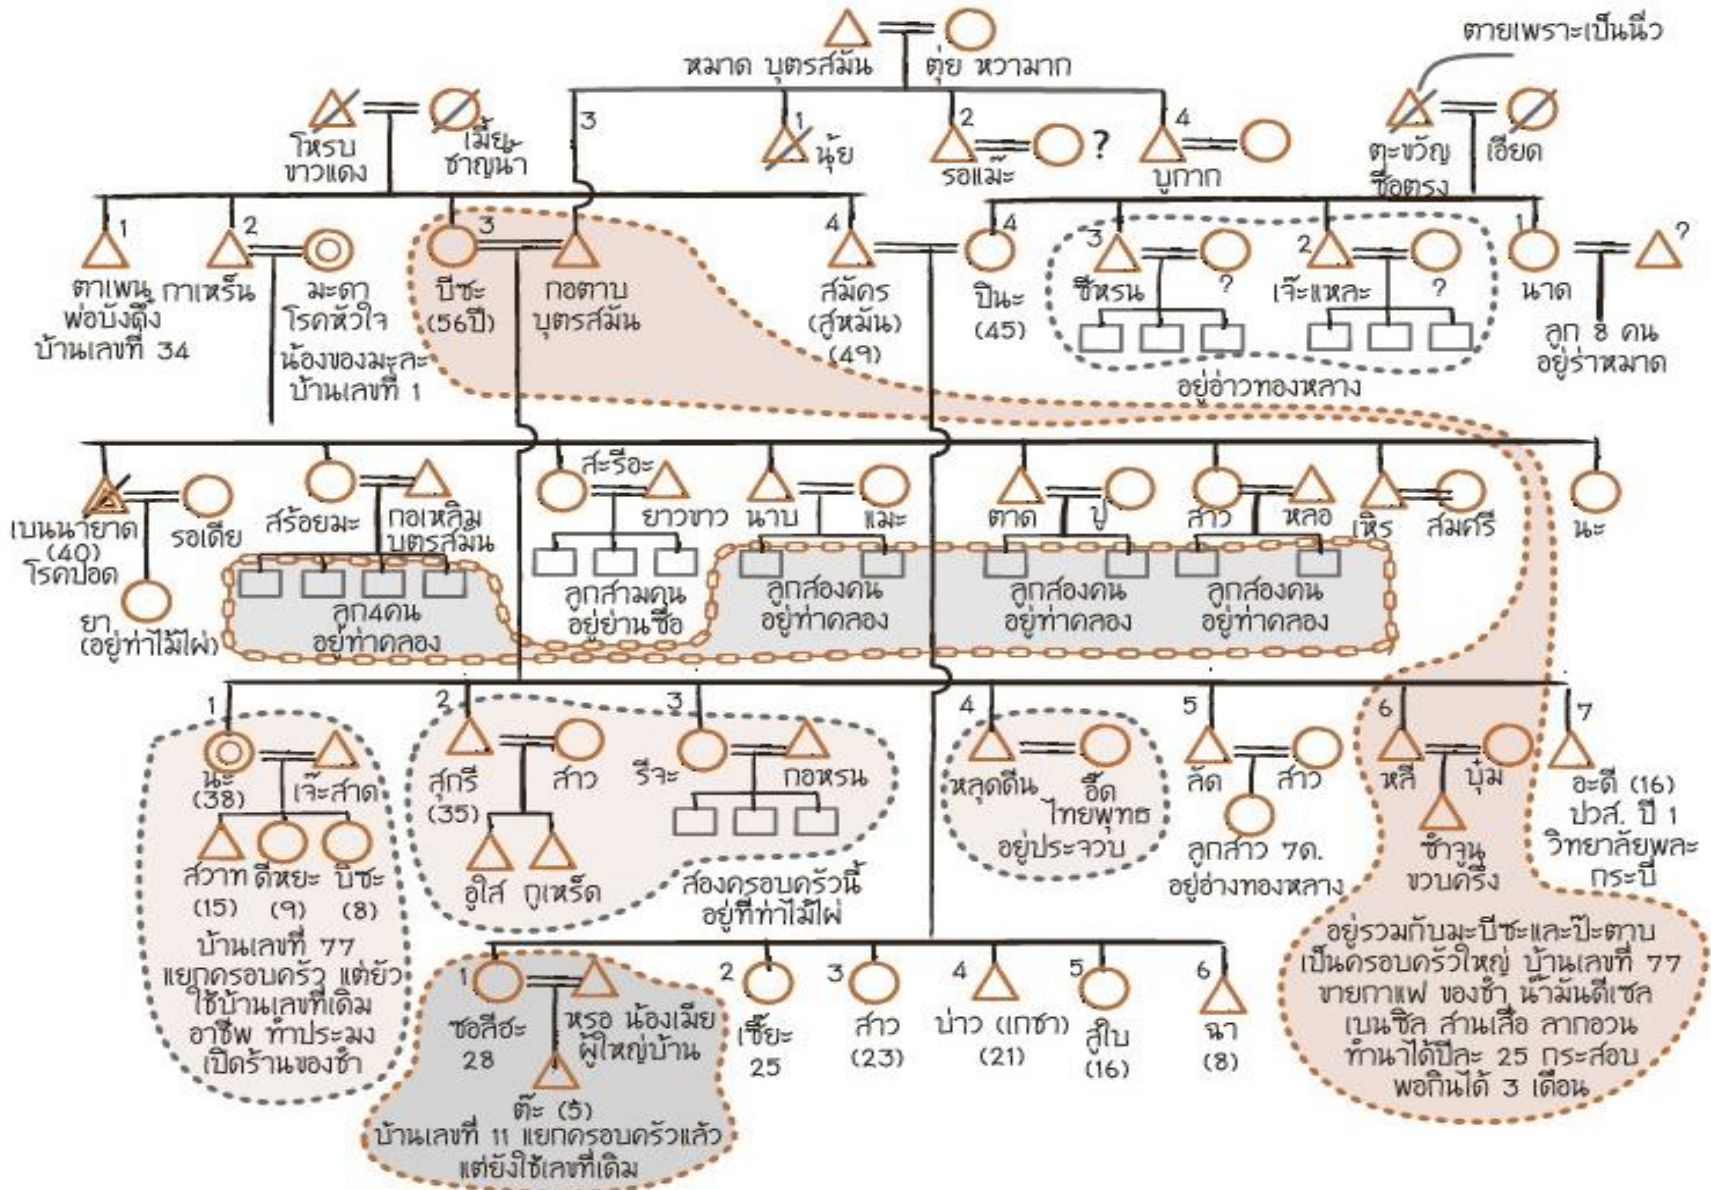 ตายเพราะเป็นนิ่ว
หมาด บุตรสมัน
ตุ่ย หวามาก
โหรบ
ขาวแดง
เมี้ย
ชาญน้ำ
3
1
นุ้ย
2
รอแม๊ะ
?
4
บูกาก
ตะขวัญ
ซื่อตรง
เอียด
1
ตาเพน
พ่อบังดึง
บ้านเลขที่ 34
2
กาเหร็น
มะดา
โรคหัวใจ
น้องของมะละ
บ้านเลขที่ 1
3
บีซะ
(56ปี)
กอตาบ
บุตรสมัน
4
สมัคร
(สูหมัน)
(49)
4
ปินะ
(45)
3
ซีหรน
?
2
เจ๊ะแหละ
?
อยู่อ่าวทองหลาง
1
นาด
?
ลูก 8 คน
อยู่ร่าหมาด
เบนน่ายาด
(40)
โรคปอด
รอเดีย
ยา
(อยู่ท่าไม้ไผ่)
สร้อยมะ
กอเหลิม
บุตรสมัน
ลูก4คน
อยู่ท่าคลอง
สะรีอะ
ยาวขาว
ลูกสามคน
อยู่ย่านซื่อ
นาบ
แมะ
ลูกสองคน
อยู่ท่าคลอง
ตาด
ปู
ลูกสองคน
อยู่ท่าคลอง
สาว
หลอ
ลูกสองคน
อยู่ท่าคลอง
เหิร
สมศรี
นะ
1
นะ
(38)
เจ๊ะสาด
สวาท
(15)
ดีหยะ
(9)
บีซะ
(8)
บ้านเลขที่ 77
แยกครอบครัว แต่ยัว
ใช้บ้านเลขที่เดิม
อาชีพ ทำประมง
เปิดร้านของชำ
2
สุกรี
(35)
สาว
อูใส
กูเหร็ด
3
รีจะ
กอหรน
สองครอบครัวนี้
อยู่ที่ท่าไม้ไผ่
4
หลุดดีน
อี๊ด
ไทยพุทธ
อยู่ประจวบ
5
ลัด
สาว
ลูกสาว 7ด.
อยู่อ่างทองหลาง
6
หลี
บุ๋ม
ซำจูน
ขวบครึ่ง
7
อะดี (16)
ปวส. ปี 1
วิทยาลัยพละ
กระบี่
อยู่รวมกับมะบีซะและป๊ะตาบ
เป็นครอบครัวใหญ่ บ้านเลขที่ 77
ขายกาแฟ ของชำ น้ำมันดีเซล
เบนซิล สานเสื่อ ลากอวน
ทำนาได้ปีละ 25 กระสอบ
พอกินได้ 3 เดือน
1
ซอลีฮะ
28
หรอ น้องเมีย
ผู้ใหญ่บ้าน
ต๊ะ (5)
บ้านเลขที่ 11 แยกครอบครัวแล้ว
แต่ยังใช้เลขที่เดิม
2
เซี๊ยะ
25
3
สาว
(23)
4
บ่าว (เกชา)
(21)
5
สูใบ
(16)
6
ฉา
(8)